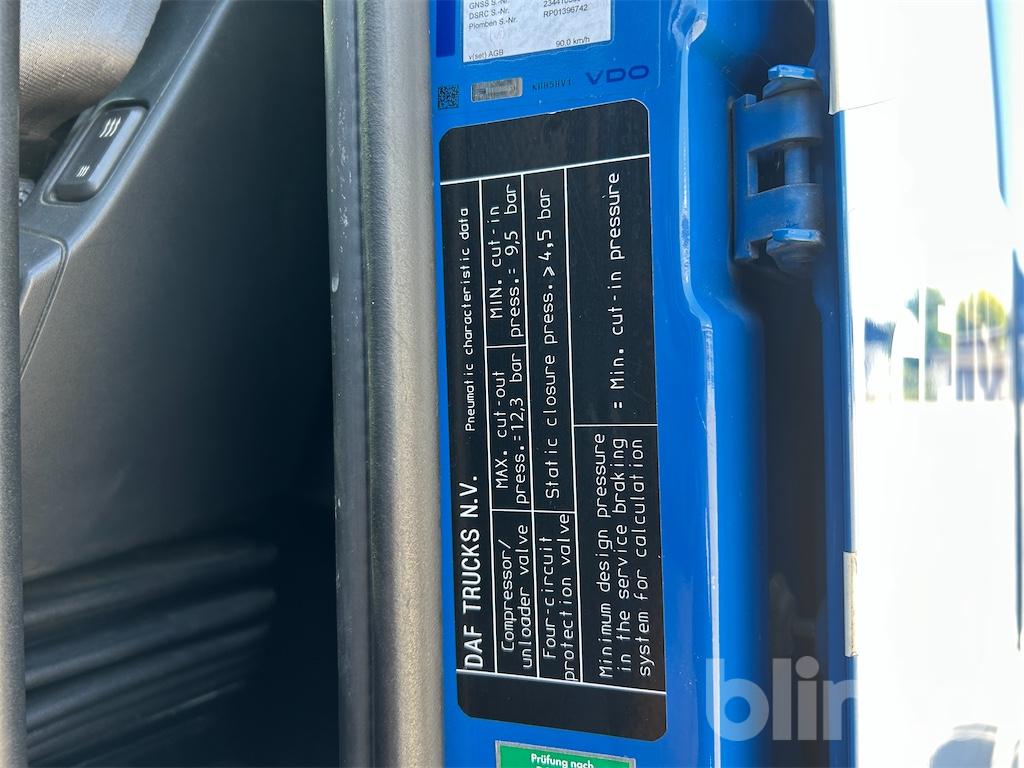 GNSS S.-Nr.
DSRC S.-Nr. RP01396742
Plomben S.-Nr.
v(set) AGB 90,0 km/h
VDO
DAF TRUCKS N.V. Pneumatic characteristic data
Compressor/
unloader valve
MAX. cut-out
press.=12,3 bar
MIN. cut-in
press.= 9,5 bar
Four-circuit
protection valve
Static closure press.>4,5 bar
Minimum design pressure
in the service braking
system for calculation
= Min. cut-in pressure
Prüfung nach